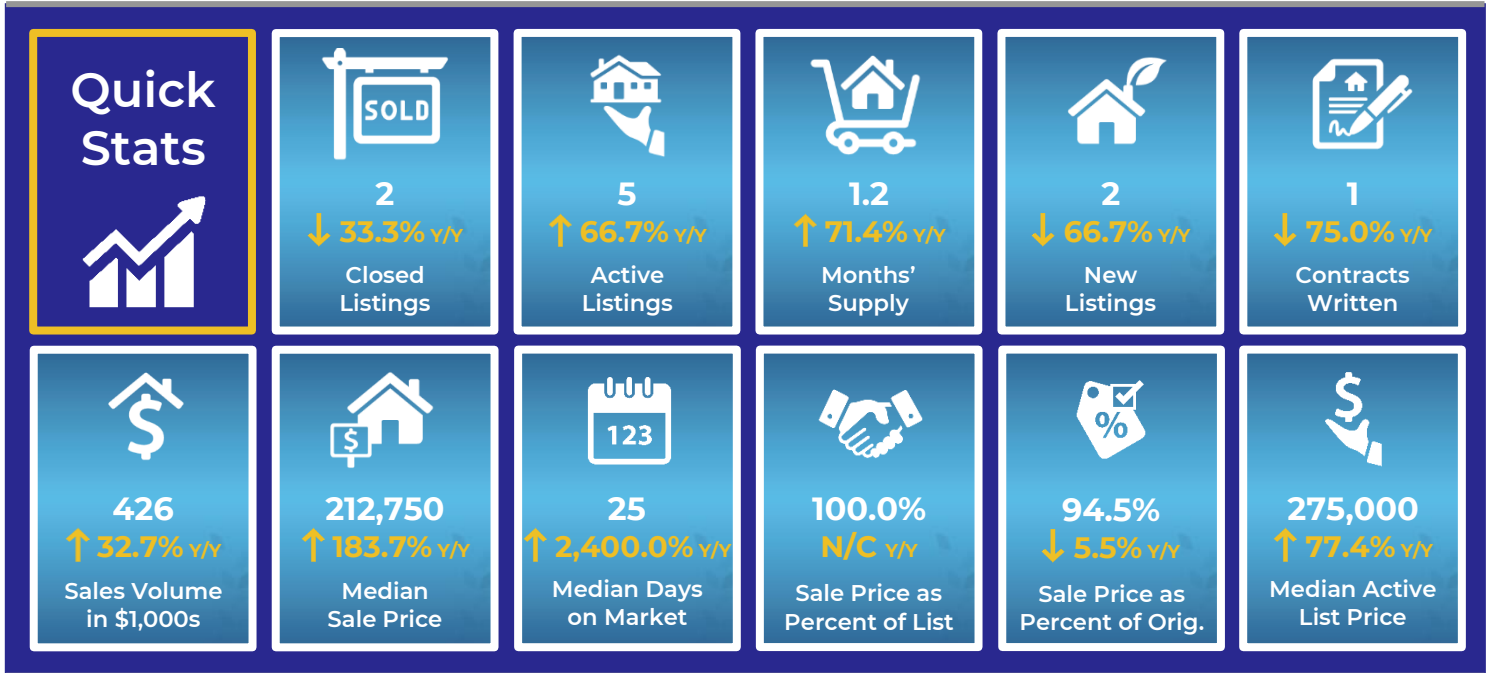 Quick
Stats
SOLD
2
↓ 33.3% Y/Y
Closed
Listings
5
↑ 66.7% Y/Y
Active
Listings
1.2
↑ 71.4% Y/Y
Months’
Supply
2
↓ 66.7% Y/Y
New
Listings
1
↓ 75.0% Y/Y
Contracts
Written
$
426
↑ 32.7% Y/Y
Sales Volume
in $1,000s
$
212,750
↑ 183.7% Y/Y
Median
Sale Price
123
25
↑ 2,400.0% Y/Y
Median Days
on Market
100.0%
N/C Y/Y
Sale Price as
Percent of List
%
94.5%
↓ 5.5% Y/Y
Sale Price as
Percent of Orig.
$
275,000
↑ 77.4% Y/Y
Median Active
List Price